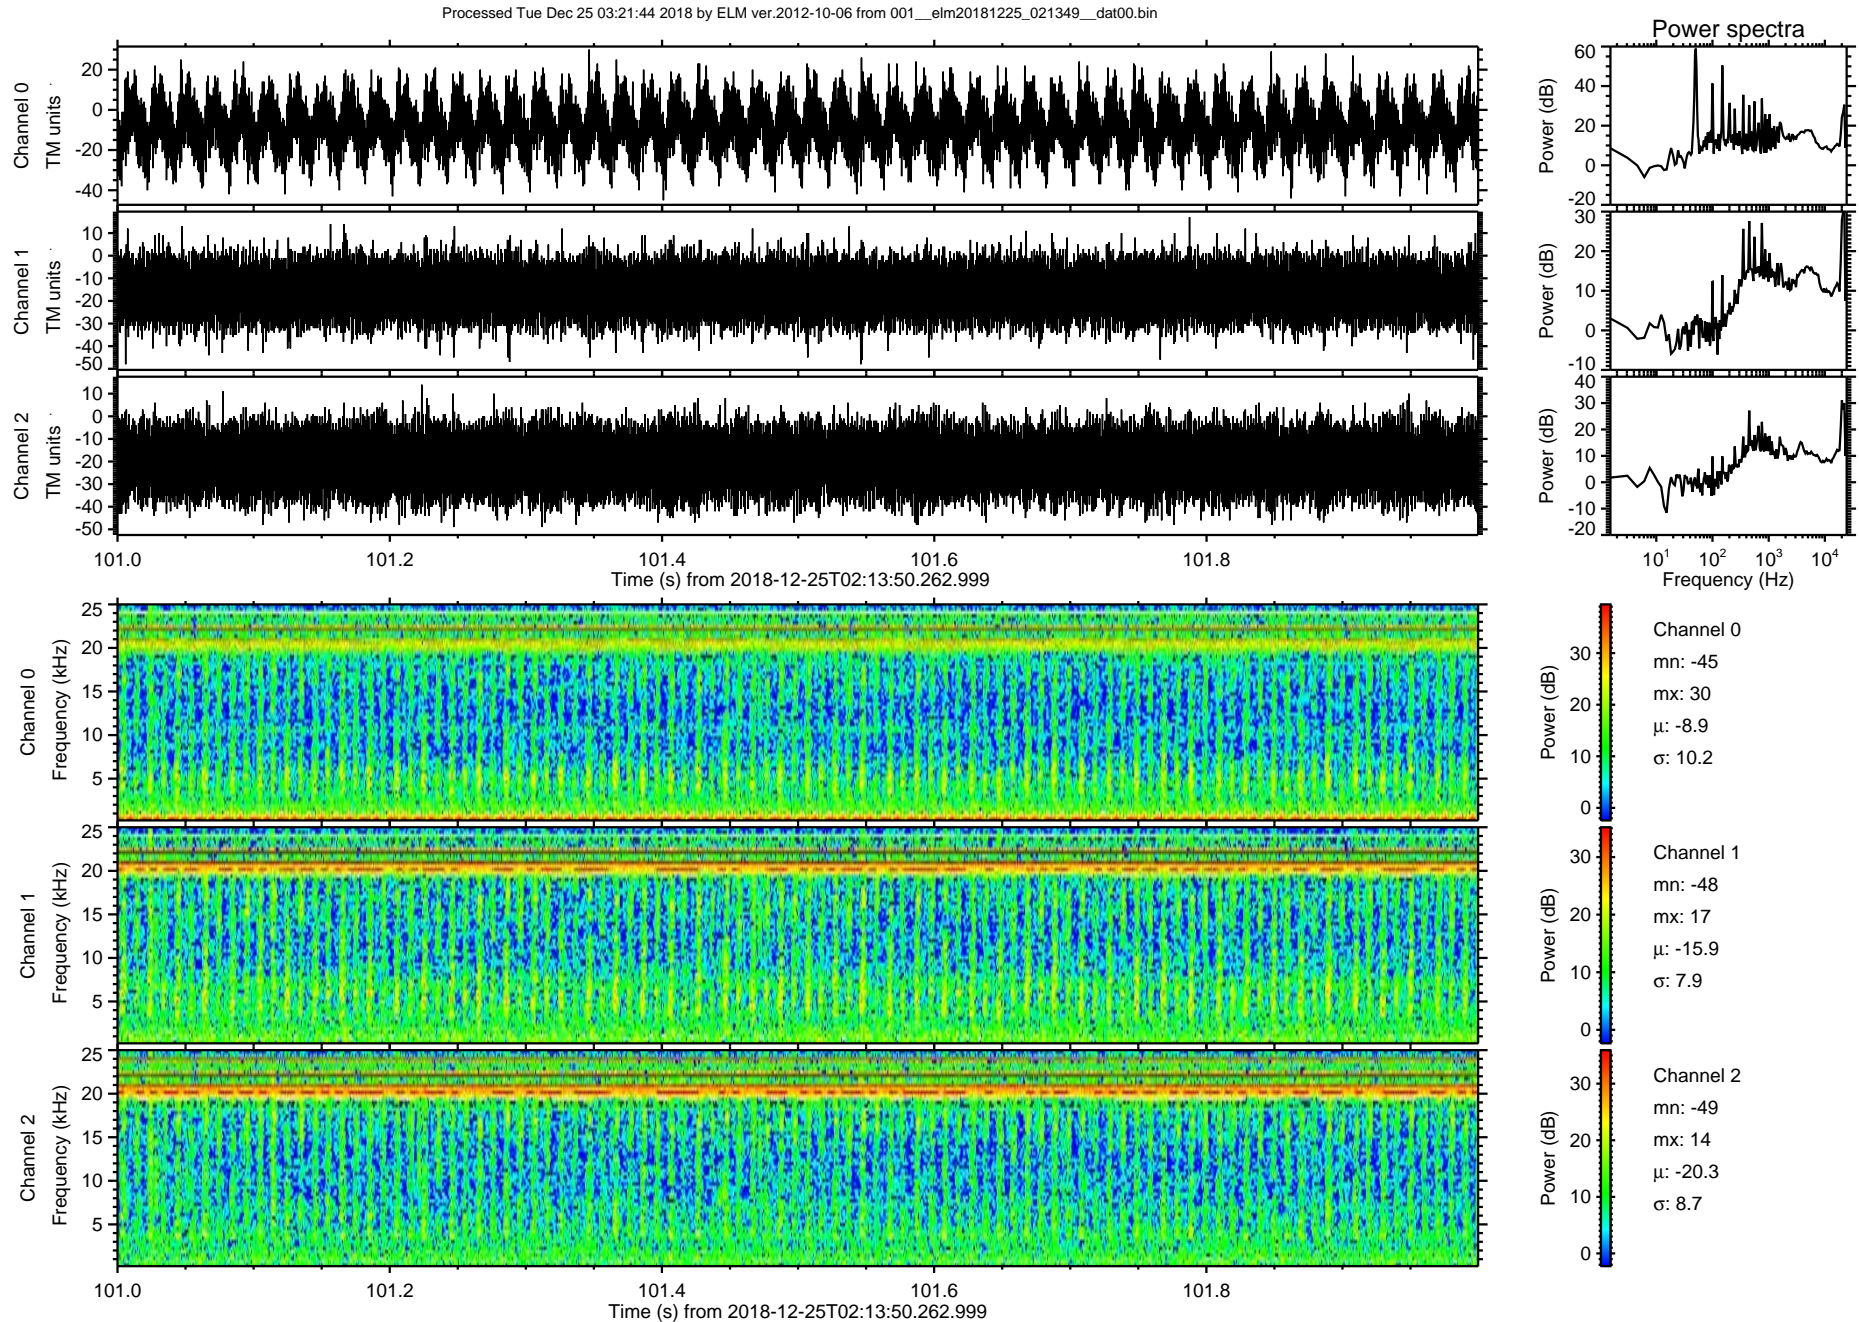 Processed Tue Dec 25 03:21:44 2018 by ELM ver.2012-10-06 from 001__elm20181225_021349__dat00.bin
Power spectra
Channel 0
TM units
20
0
-20
-40
Power (dB)
60
40
20
0
-20
Channel 1
TM units
10
0
-10
-20
-30
-40
-50
Power (dB)
30
20
10
0
-10
Channel 2
TM units
10
0
-10
-20
-30
-40
-50
Power (dB)
40
30
20
10
0
-10
-20
101.0 101.2 101.4 101.6 101.8
Time (s) from 2018-12-25T02:13:50.262.999
10^1 10^2 10^3 10^4
Frequency (Hz)
Channel 0
Frequency (kHz)
25
20
15
10
5
Power (dB)
30
20
10
0
Channel 0
mn: -45
mx: 30
μ: -8.9
σ: 10.2
Channel 1
Frequency (kHz)
25
20
15
10
5
Power (dB)
30
20
10
0
Channel 1
mn: -48
mx: 17
μ: -15.9
σ: 7.9
Channel 2
Frequency (kHz)
25
20
15
10
5
Power (dB)
30
20
10
0
Channel 2
mn: -49
mx: 14
μ: -20.3
σ: 8.7
101.0 101.2 101.4 101.6 101.8
Time (s) from 2018-12-25T02:13:50.262.999